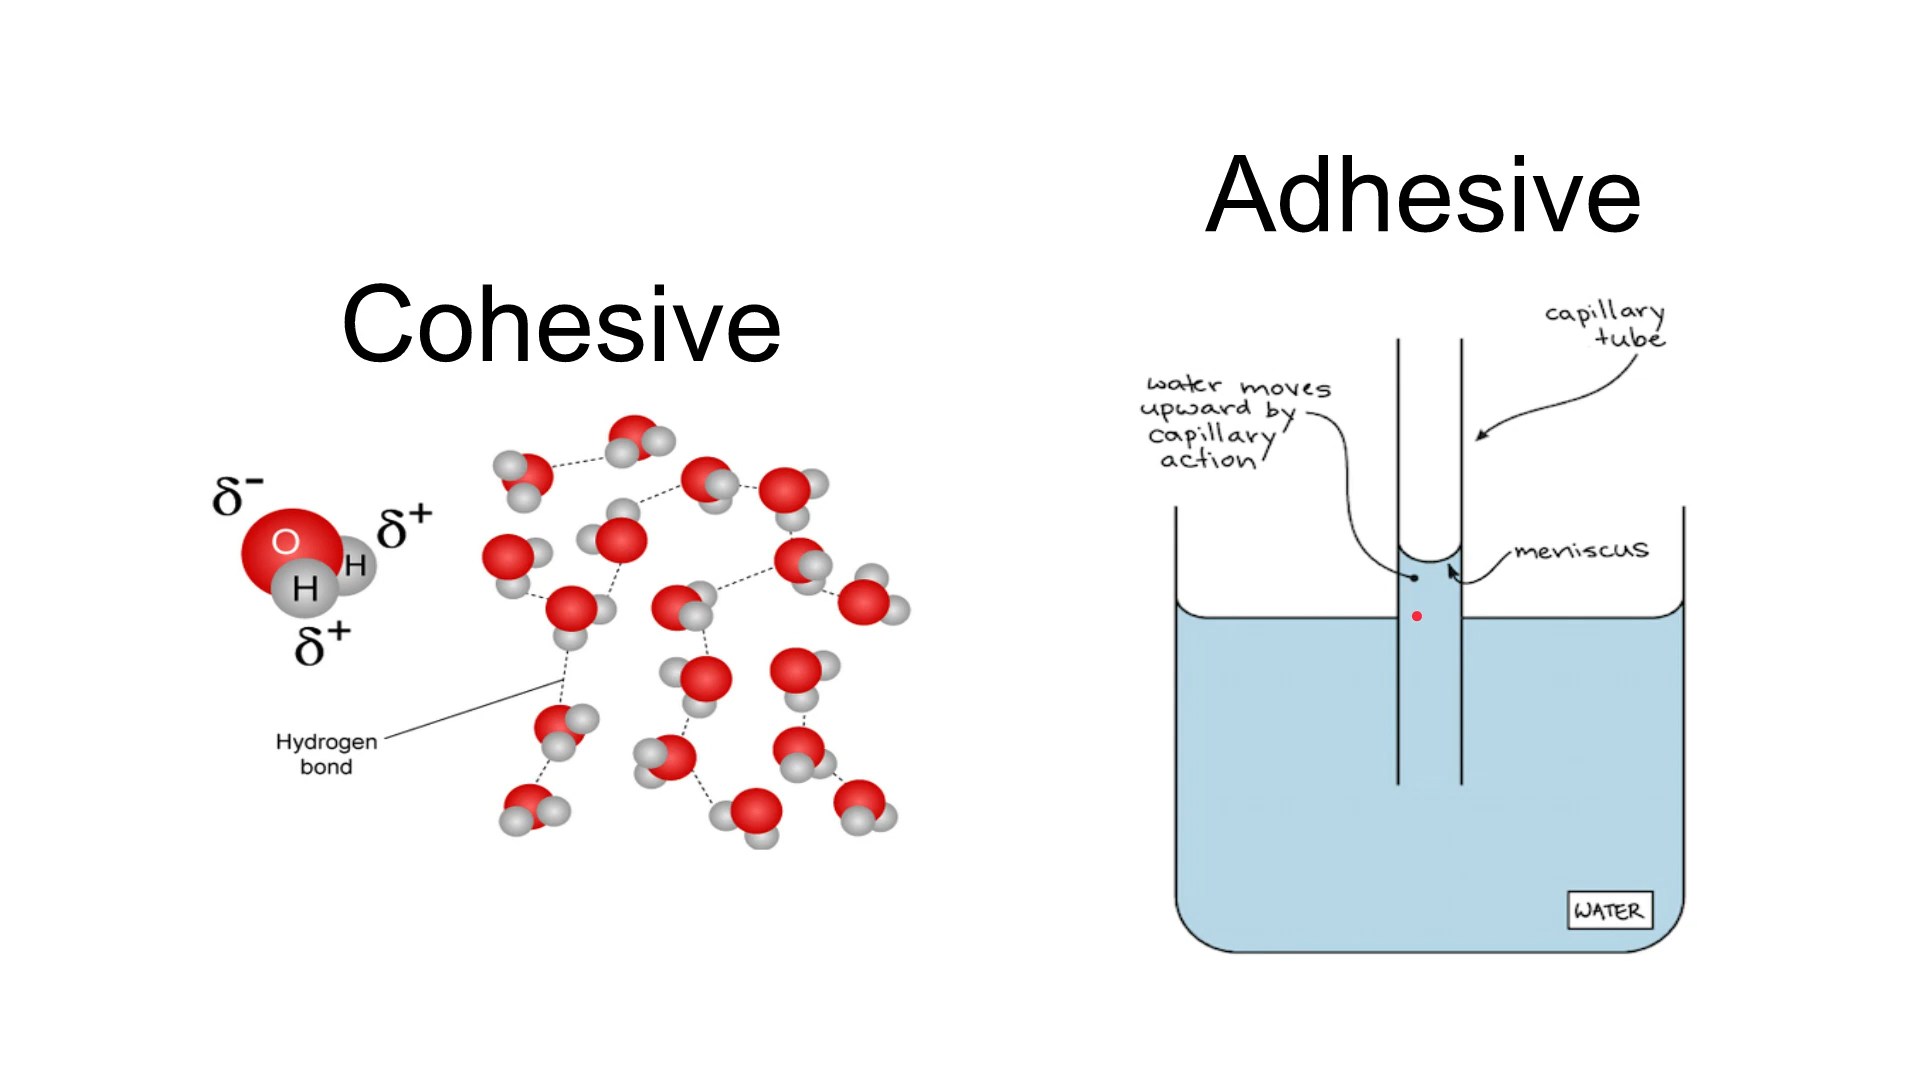 Cohesive
δ-
O
H
H
δ+
δ+
Hydrogen
bond
Adhesive
capillary
tube
water moves
upward by
capillary
action
meniscus
WATER